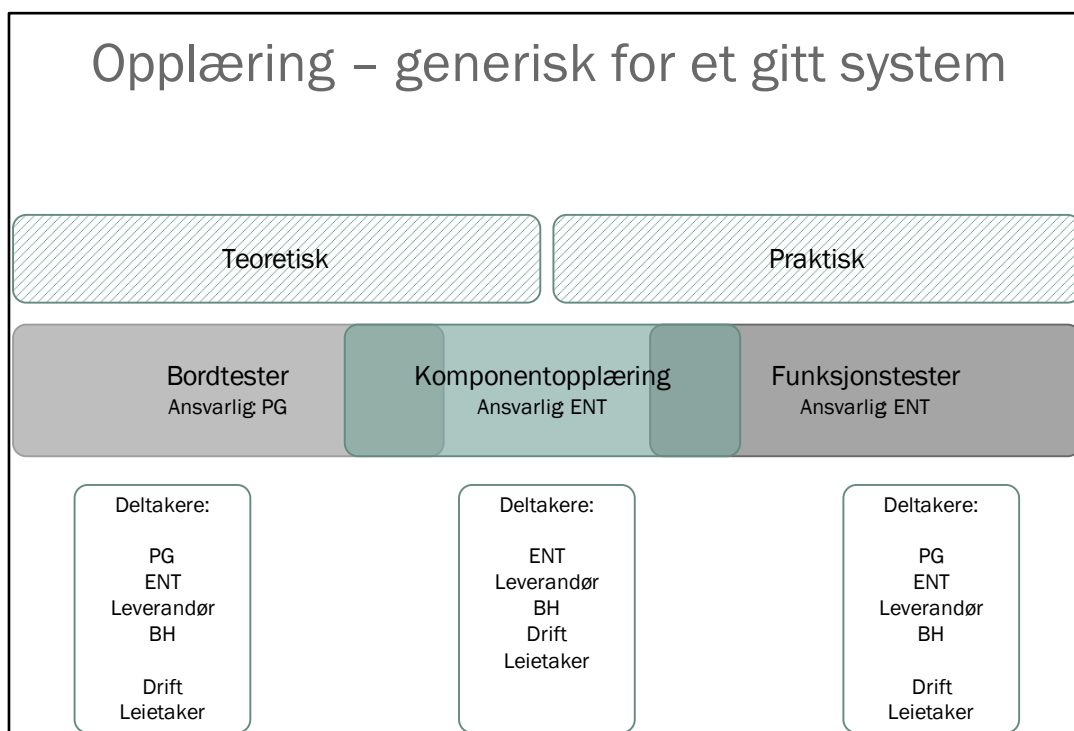 Opplæring – generisk for et gitt system
Teoretisk
Praktisk
Bordtester
Ansvarlig: PG
Komponentopplæring
Ansvarlig: ENT
Funksjonstester
Ansvarlig: ENT
Deltakere:
PG
ENT
Leverandør
BH
Drift
Leietaker
Deltakere:
ENT
Leverandør
BH
Drift
Leietaker
Deltakere:
PG
ENT
Leverandør
BH
Drift
Leietaker